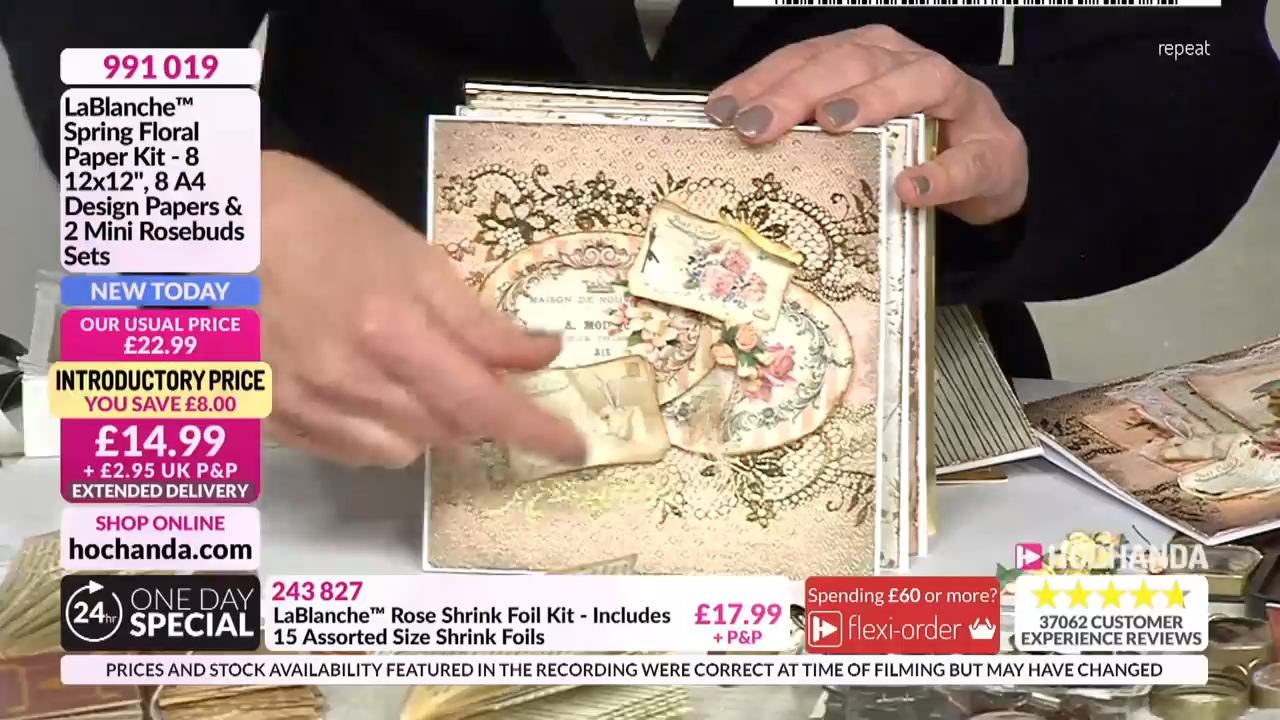 repeat
991 019
LaBlanche™
Spring Floral
Paper Kit - 8
12x12", 8 A4
Design Papers &
2 Mini Rosebuds
Sets
NEW TODAY
OUR USUAL PRICE
£22.99
INTRODUCTORY PRICE
YOU SAVE £8.00
£14.99
+ £2.95 UK P&P
EXTENDED DELIVERY
SHOP ONLINE
hochanda.com
MAISON DE NOU
HOCHANDA
24hr
ONE DAY
SPECIAL
243 827
LaBlanche™ Rose Shrink Foil Kit - Includes
15 Assorted Size Shrink Foils
£17.99
+ P&P
Spending £60 or more?
flexi-order
37062 CUSTOMER
EXPERIENCE REVIEWS
PRICES AND STOCK AVAILABILITY FEATURED IN THE RECORDING WERE CORRECT AT TIME OF FILMING BUT MAY HAVE CHANGED